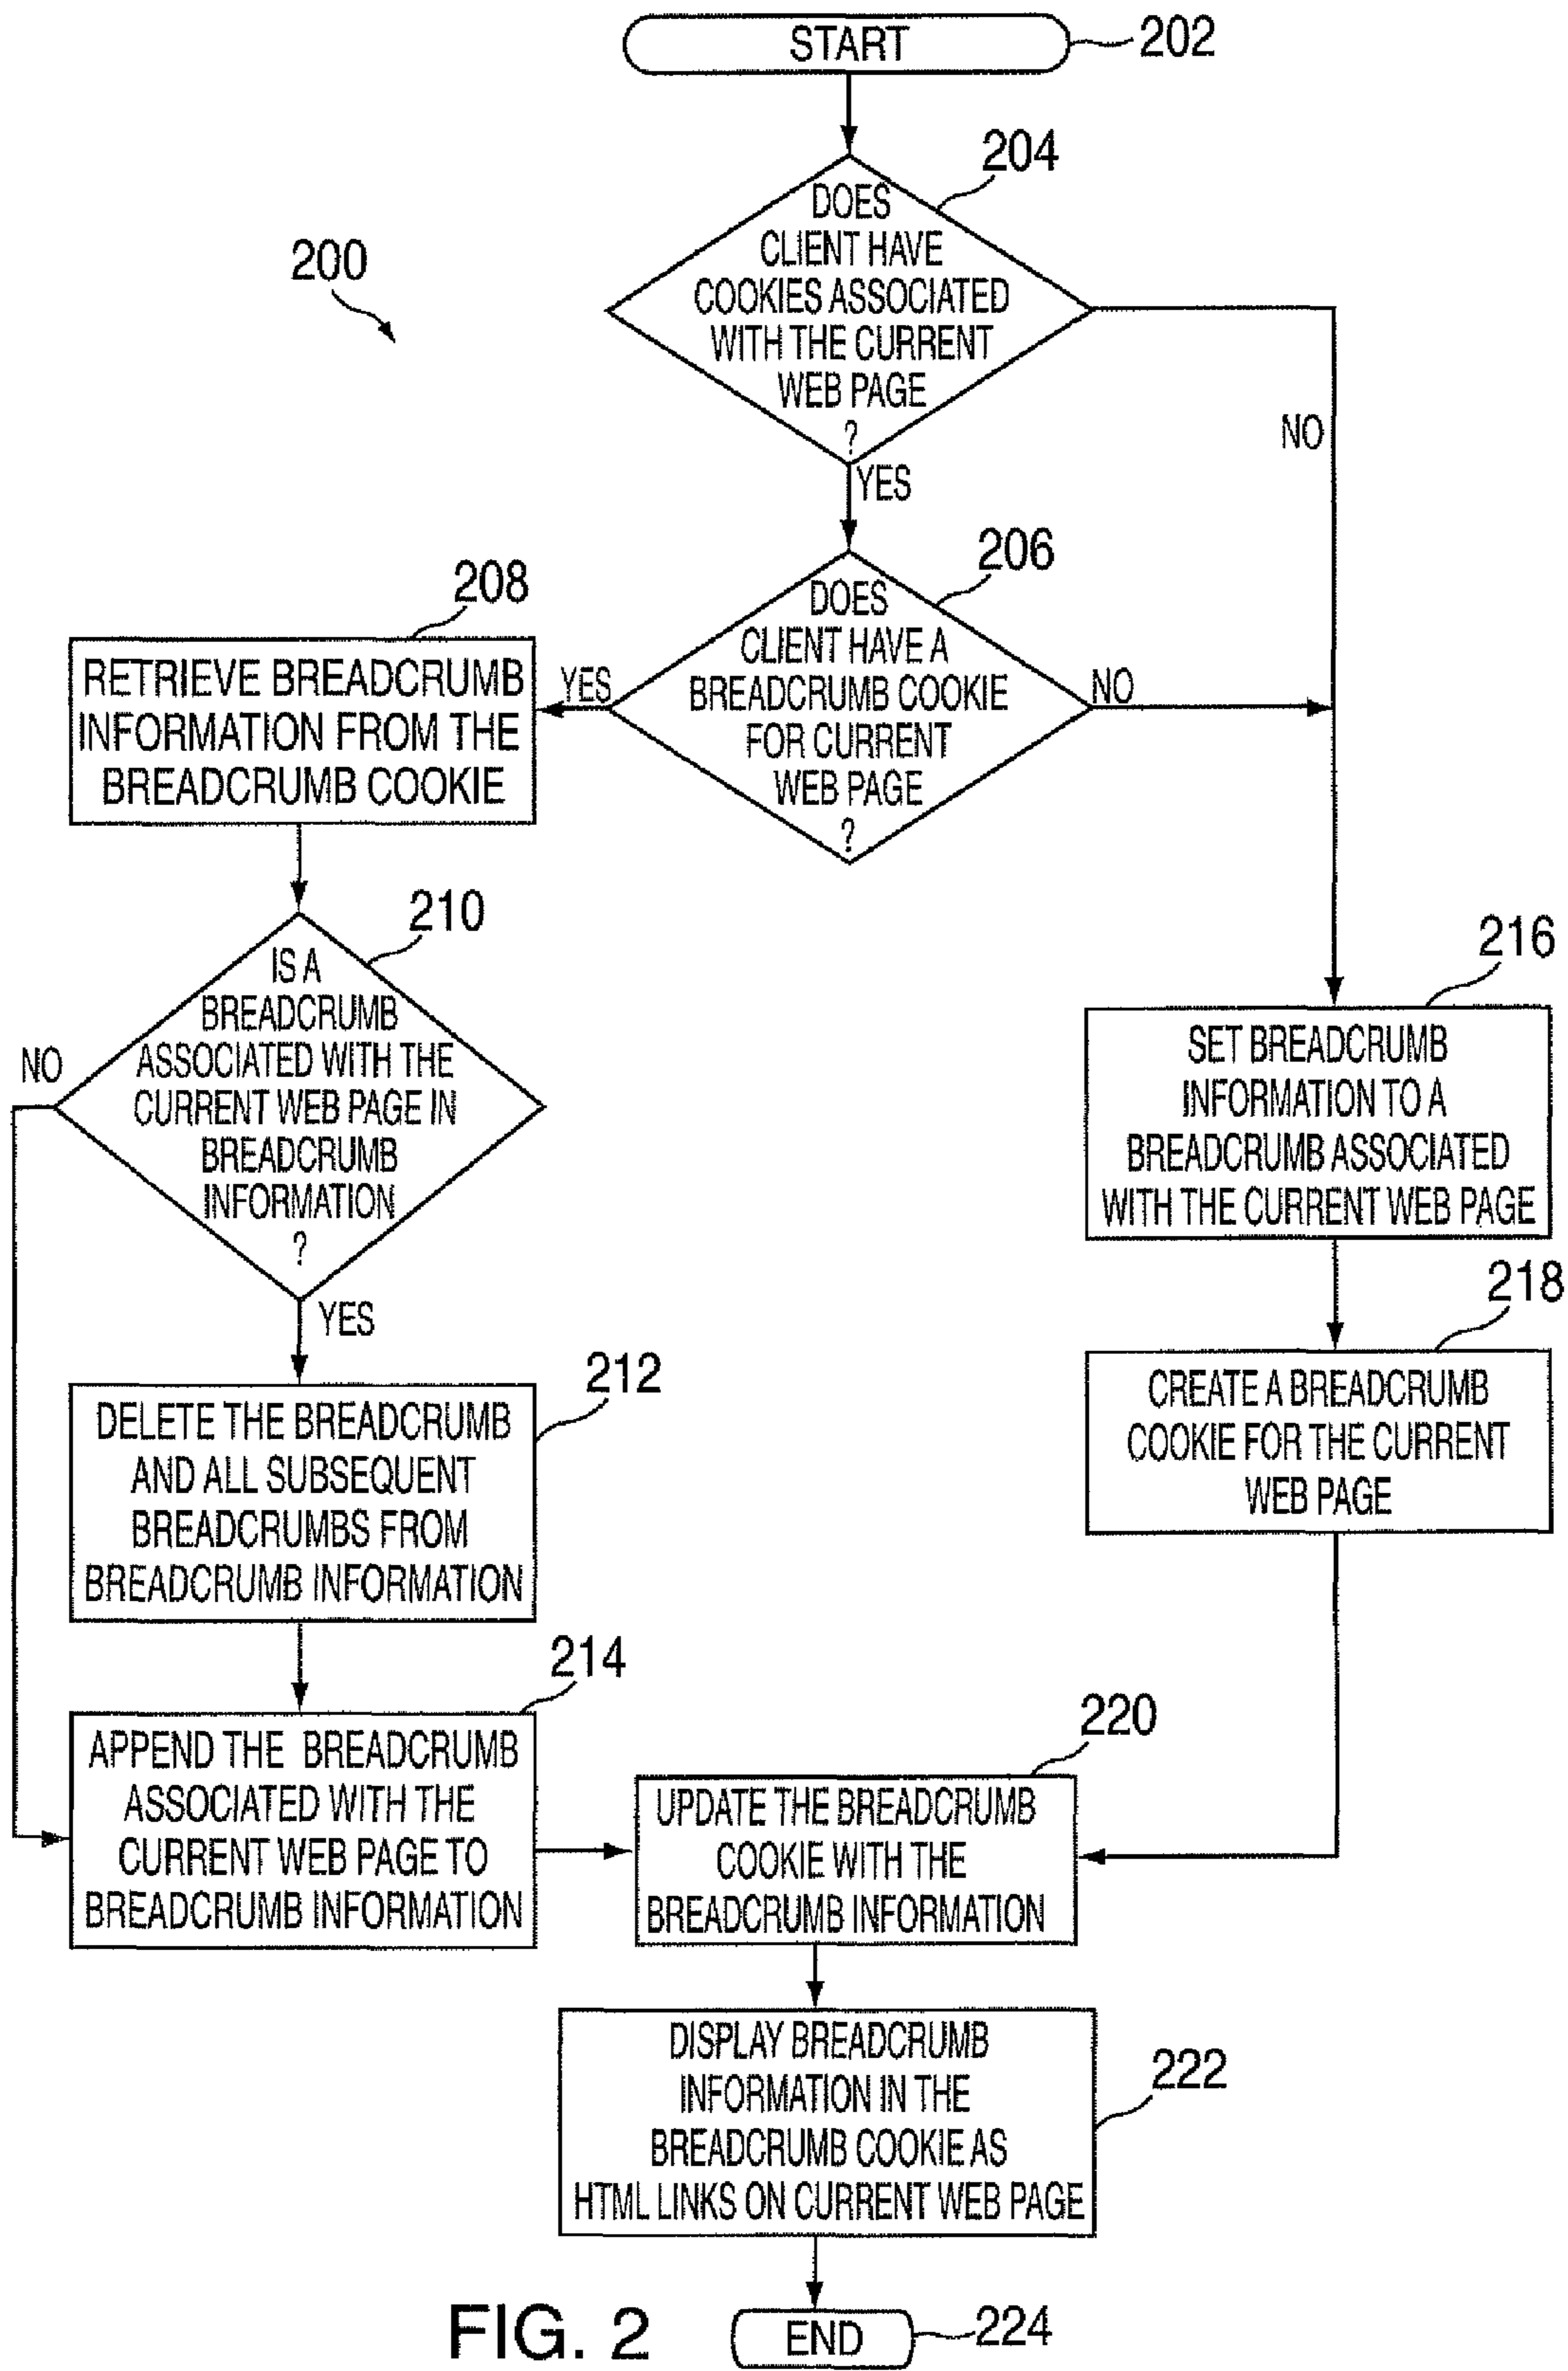 START
202
204
DOES
CLIENT HAVE
COOKIES ASSOCIATED
WITH THE CURRENT
WEB PAGE
?
200
NO
YES
206
DOES
CLIENT HAVE A
BREADCRUMB COOKIE
FOR CURRENT
WEB PAGE
?
YES
NO
208
RETRIEVE BREADCRUMB
INFORMATION FROM THE
BREADCRUMB COOKIE
210
IS A
BREADCRUMB
ASSOCIATED WITH THE
CURRENT WEB PAGE IN
BREADCRUMB
INFORMATION
?
NO
YES
212
DELETE THE BREADCRUMB
AND ALL SUBSEQUENT
BREADCRUMBS FROM
BREADCRUMB INFORMATION
214
APPEND THE BREADCRUMB
ASSOCIATED WITH THE
CURRENT WEB PAGE TO
BREADCRUMB INFORMATION
216
SET BREADCRUMB
INFORMATION TO A
BREADCRUMB ASSOCIATED
WITH THE CURRENT WEB PAGE
218
CREATE A BREADCRUMB
COOKIE FOR THE CURRENT
WEB PAGE
220
UPDATE THE BREADCRUMB
COOKIE WITH THE
BREADCRUMB INFORMATION
222
DISPLAY BREADCRUMB
INFORMATION IN THE
BREADCRUMB COOKIE AS
HTML LINKS ON CURRENT WEB PAGE
END
224
FIG. 2